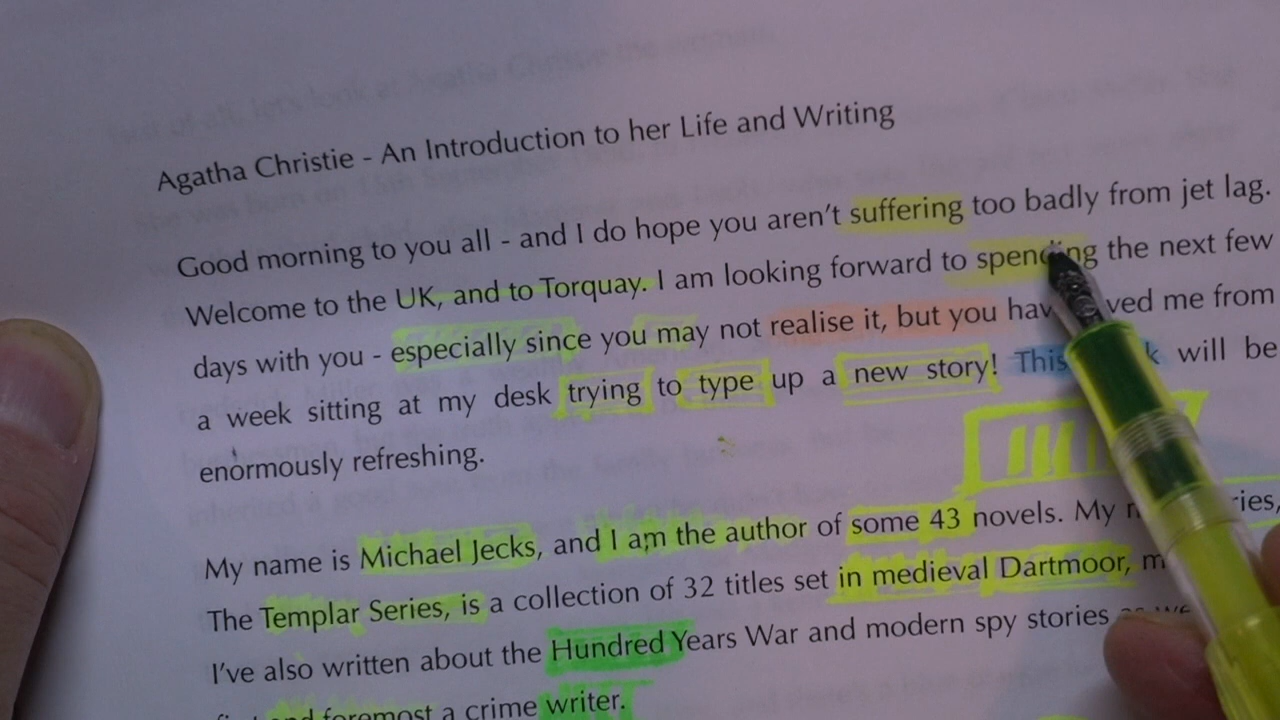 Agatha Christie - An Introduction to her Life and Writing
Good morning to you all - and I do hope you aren't suffering too badly from jet lag.
Welcome to the UK, and to Torquay. I am looking forward to spending the next few
days with you - especially since you may not realise it, but you have me from
a week sitting at my desk trying to type up a new story! This will be
enormously refreshing.
My name is Michael Jecks, and I am the author of some 43 novels. My
The Templar Series, is a collection of 32 titles set in medieval Dartmoor,
I've also written about the Hundred Years War and modern spy stories
and foremost a crime writer.